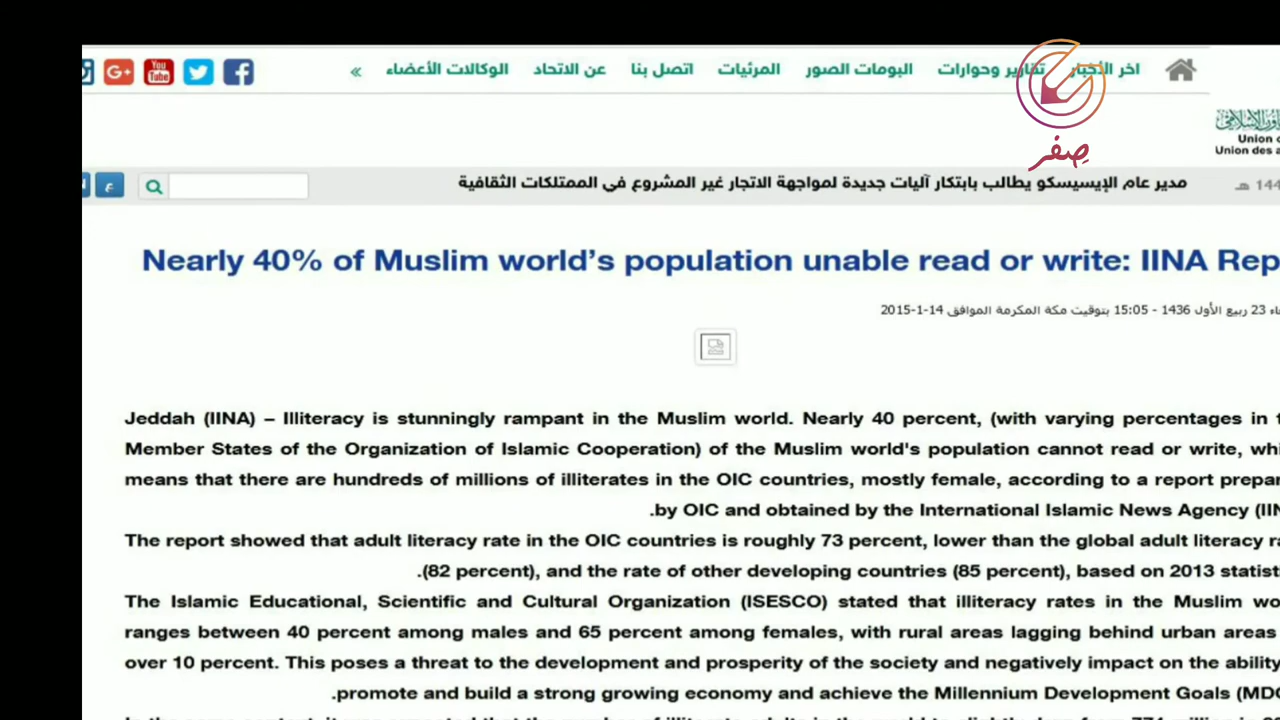 اخر الأخبار تقارير وحوارات البومات الصور المرئيات اتصل بنا عن الاتحاد الوكالات الأعضاء »
You Tube
G+
صفر
Union
Union des
مدير عام الإيسيسكو يطالب بابتكار آليات جديدة لمواجهة الاتجار غير المشروع في الممتلكات الثقافية
144 هـ
ع
Nearly 40% of Muslim world's population unable read or write: IINA Rep
23 ربيع الأول 1436 - 15:05 بتوقيت مكة المكرمة الموافق 14-1-2015
Jeddah (IINA) – Illiteracy is stunningly rampant in the Muslim world. Nearly 40 percent, (with varying percentages in
Member States of the Organization of Islamic Cooperation) of the Muslim world's population cannot read or write, whi
means that there are hundreds of millions of illiterates in the OIC countries, mostly female, according to a report prepar
.by OIC and obtained by the International Islamic News Agency (IIN
The report showed that adult literacy rate in the OIC countries is roughly 73 percent, lower than the global adult literacy ra
.(82 percent), and the rate of other developing countries (85 percent), based on 2013 statist
The Islamic Educational, Scientific and Cultural Organization (ISESCO) stated that illiteracy rates in the Muslim wo
ranges between 40 percent among males and 65 percent among females, with rural areas lagging behind urban areas
over 10 percent. This poses a threat to the development and prosperity of the society and negatively impact on the ability
.promote and build a strong growing economy and achieve the Millennium Development Goals (MDG